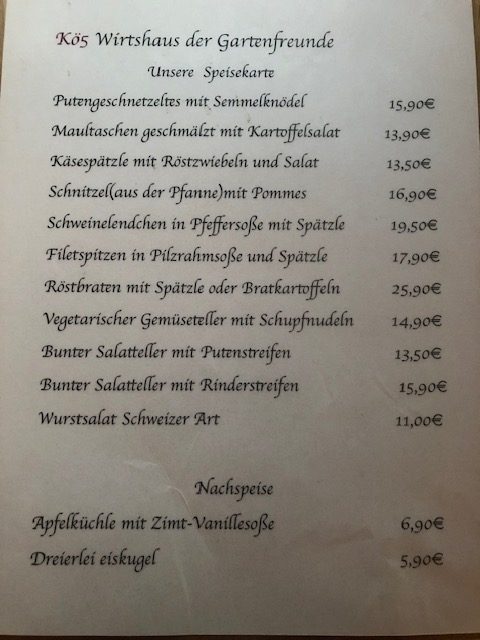 Kö5 Wirtshaus der Gartenfreunde
Unsere Speisekarte
Putengeschnetzeltes mit Semmelknödel 15,90€
Maultaschen geschmälzt mit Kartoffelsalat 13,90€
Käsespätzle mit Röstzwiebeln und Salat 13,50€
Schnitzel(aus der Pfanne)mit Pommes 16,90€
Schweinelendchen in Pfeffersoße mit Spätzle 19,50€
Filetspitzen in Pilzrahmsoße und Spätzle 17,90€
Röstbraten mit Spätzle oder Bratkartoffeln 25,90€
Vegetarischer Gemüseteller mit Schupfnudeln 14,90€
Bunter Salatteller mit Putenstreifen 13,50€
Bunter Salatteller mit Rinderstreifen 15,90€
Wurstsalat Schweizer Art 11,00€
Nachspeise
Apfelküchle mit Zimt-Vanillesoße 6,90€
Dreierlei eiskugel 5,90€